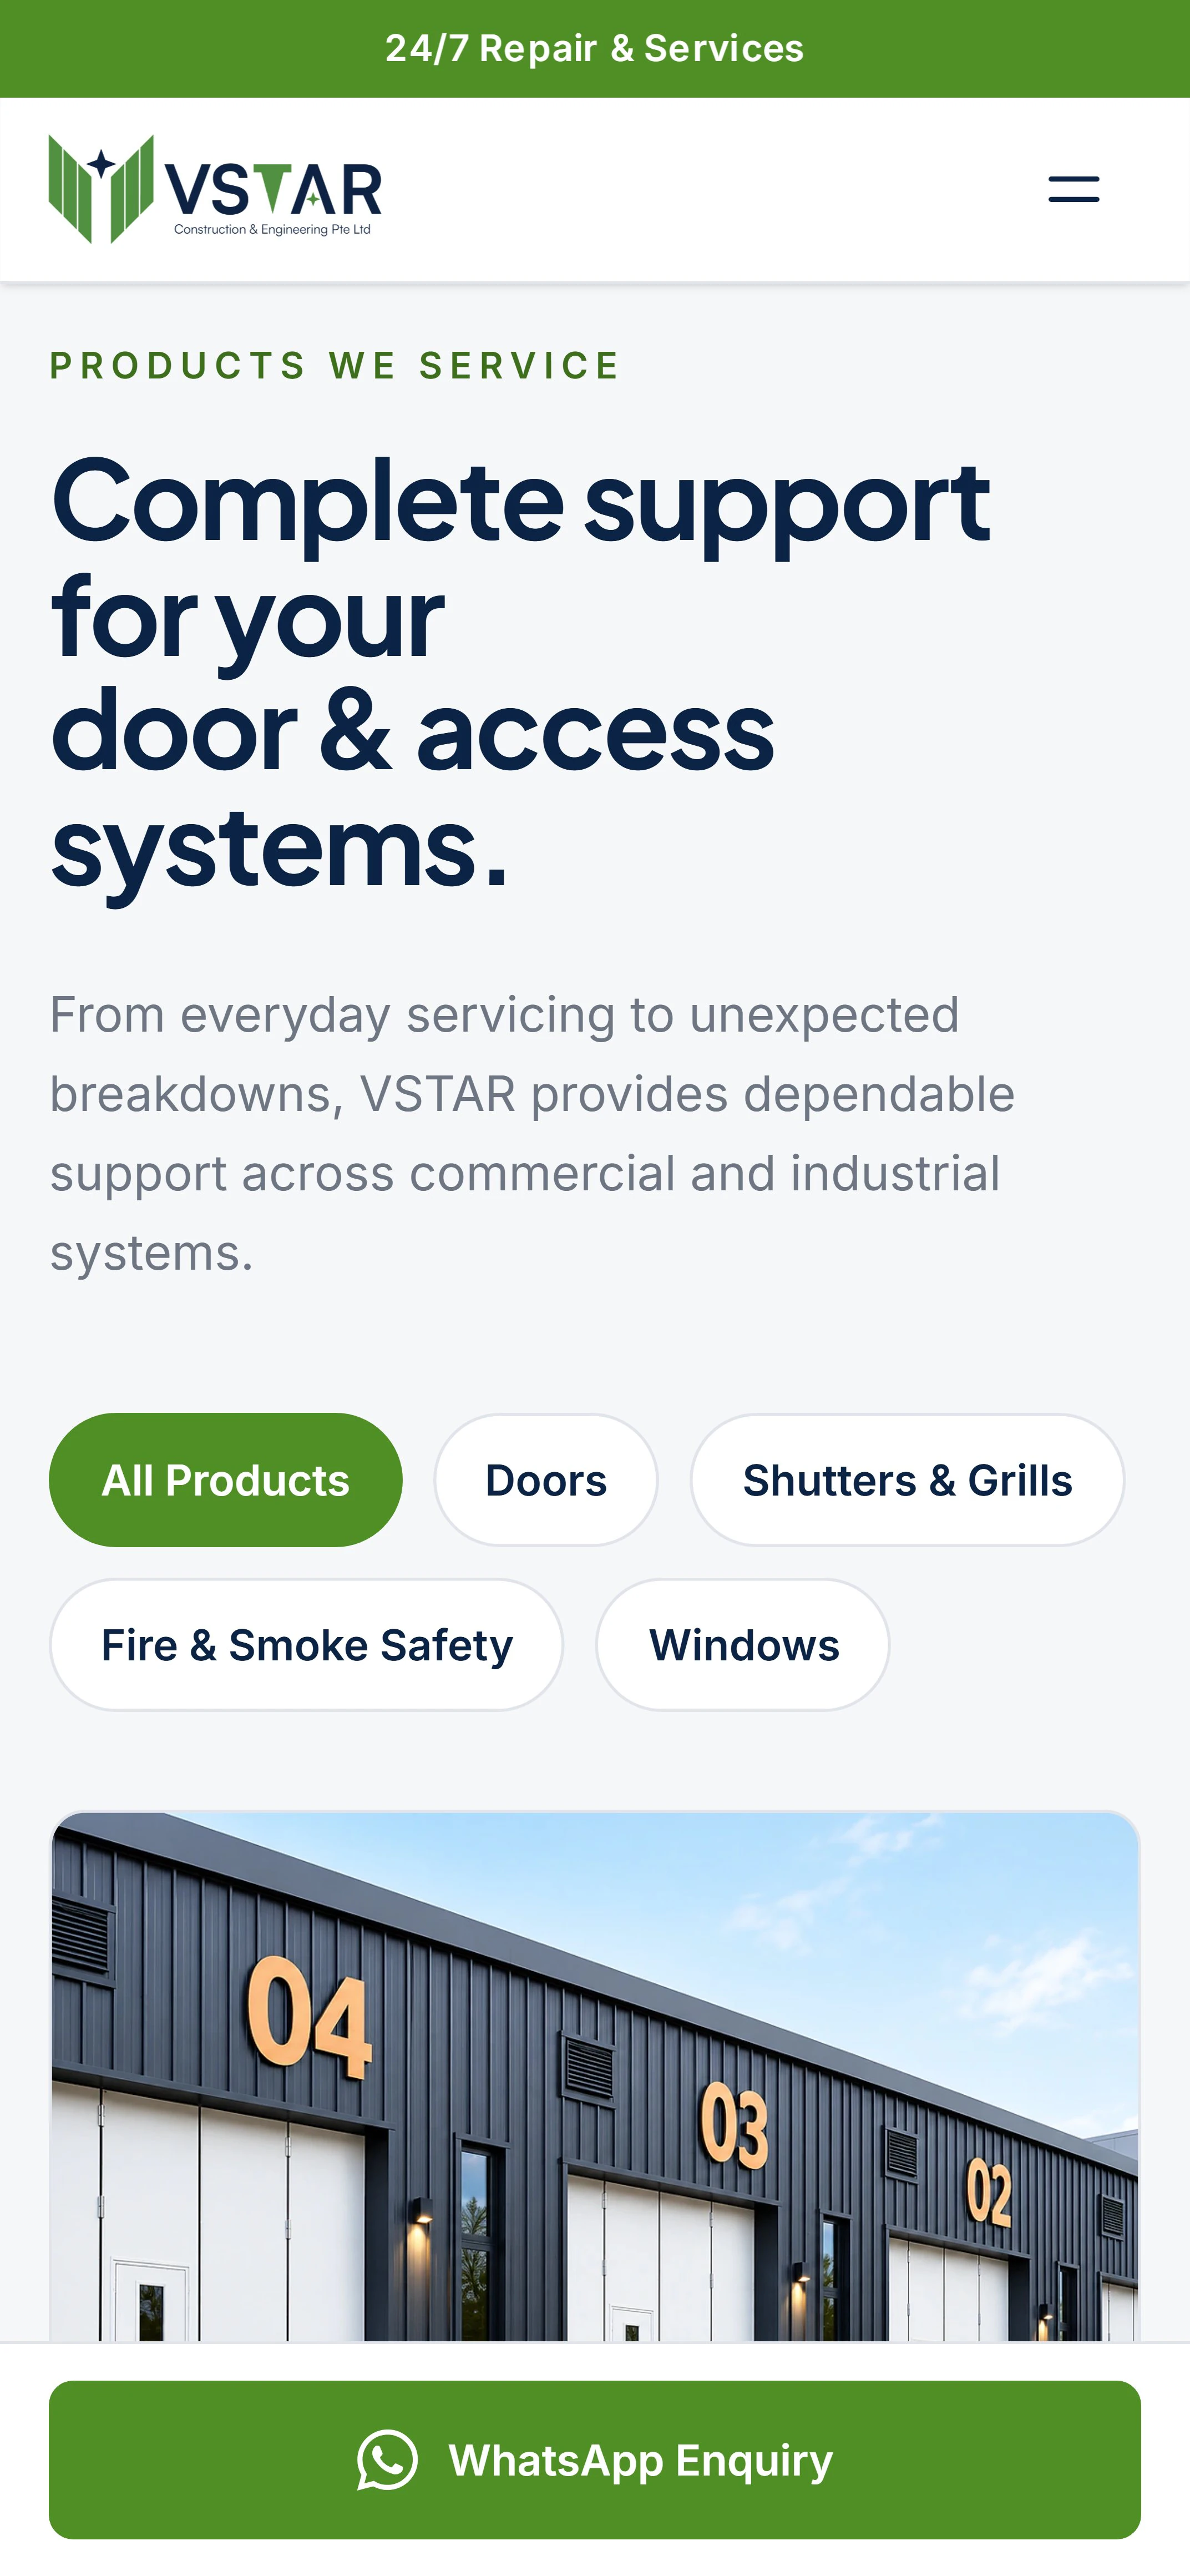 24/7 Repair & Services
VSTAR
Construction & Engineering Pte Ltd
PRODUCTS WE SERVICE
Complete support
for your
door & access
systems.
From everyday servicing to unexpected
breakdowns, VSTAR provides dependable
support across commercial and industrial
systems.
All Products
Doors
Shutters & Grills
Fire & Smoke Safety
Windows
04
03
02
WhatsApp Enquiry